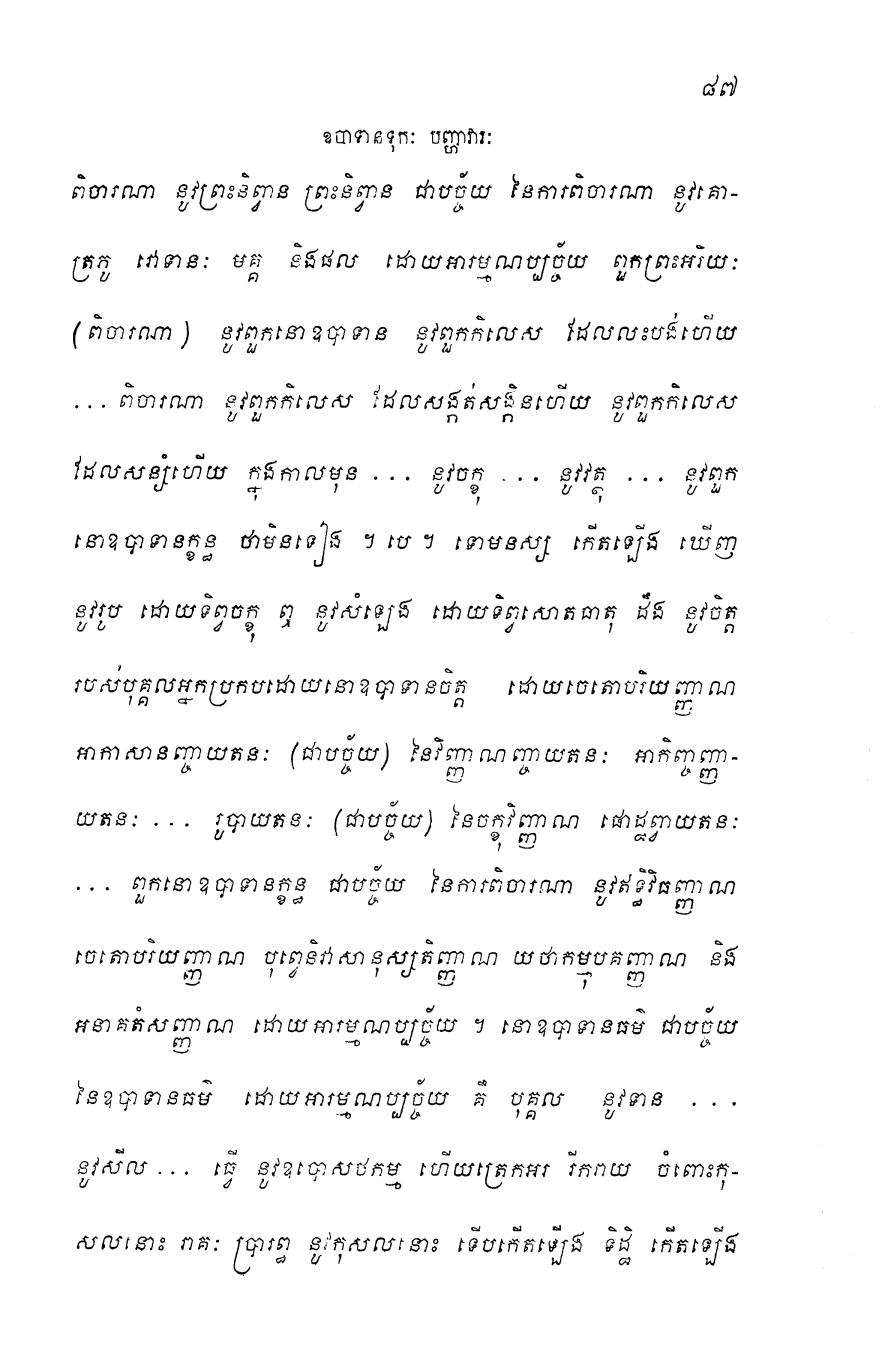 ៨៧
ឧបាទានទុកៈ បញ្ហាវារៈ
ពិចារណា នូវព្រះនិព្វាន ព្រះនិព្វាន ជាបច្ច័យ នៃការពិចារណា នូវគោ-
ត្រភូ វោទានៈ មគ្គ និងផល ដោយអារម្មណប្បច្ច័យ ពួកព្រះអរិយៈ
(ពិចារណា) នូវពួកនោឧបាទាន នូវពួកកិលេស ដែលលះបង់ហើយ
... ពិចារណា នូវពួកកិលេស ដែលសង្កត់សង្កិនហើយ នូវពួកកិលេស
ដែលសន្សំហើយ ក្នុងកាលមុន ... នូវចក្ខុ ... នូវវត្ថុ ... នូវពួក
នោឧបាទានក្ខន្ធ ថាមិនទៀង ។ បេ ។ ទោមនស្ស កើតឡើង ឃើញ
នូវរូប ដោយទិព្វចក្ខុ ឮ នូវសំឡេង ដោយទិព្វសោតធាតុ ដឹង នូវចិត្ត
របស់បុគ្គលអ្នកប្រកបដោយនោឧបាទានចិត្ត ដោយចេតោបរិយញ្ញាណ
អាកាសានញ្ចាយតនៈ (ជាបច្ច័យ) នៃវិញ្ញាណញ្ចាយតនៈ អាកិញ្ចញ្ញា-
យតនៈ ... រូបាយតនៈ (ជាបច្ច័យ) នៃចក្ខុវិញ្ញាណ ផោដ្ឋព្វាយតនៈ
... ពួកនោឧបាទានក្ខន្ធ ជាបច្ច័យ នៃការពិចារណា នូវឥទ្ធិវិធញ្ញាណ
ចេតោបរិយញ្ញាណ បុព្វេនិវាសានុស្សតិញ្ញាណ យថាកម្មុបគញ្ញាណ និង
អនាគតំសញ្ញាណ ដោយអារម្មណប្បច្ច័យ ។ នោឧបាទានធម៌ ជាបច្ច័យ
នៃឧបាទានធម៌ ដោយអារម្មណប្បច្ច័យ គឺ បុគ្គល នូវទាន ...
នូវសីល ... ធ្វើ នូវឧបោសថកម្ម ហើយត្រេកអរ រីករាយ ចំពោះកុ-
សលនោះ រាគៈ ប្រារព្ធ នូវកុសលនោះ ទើបកើតឡើង ទិដ្ឋិ កើតឡើង